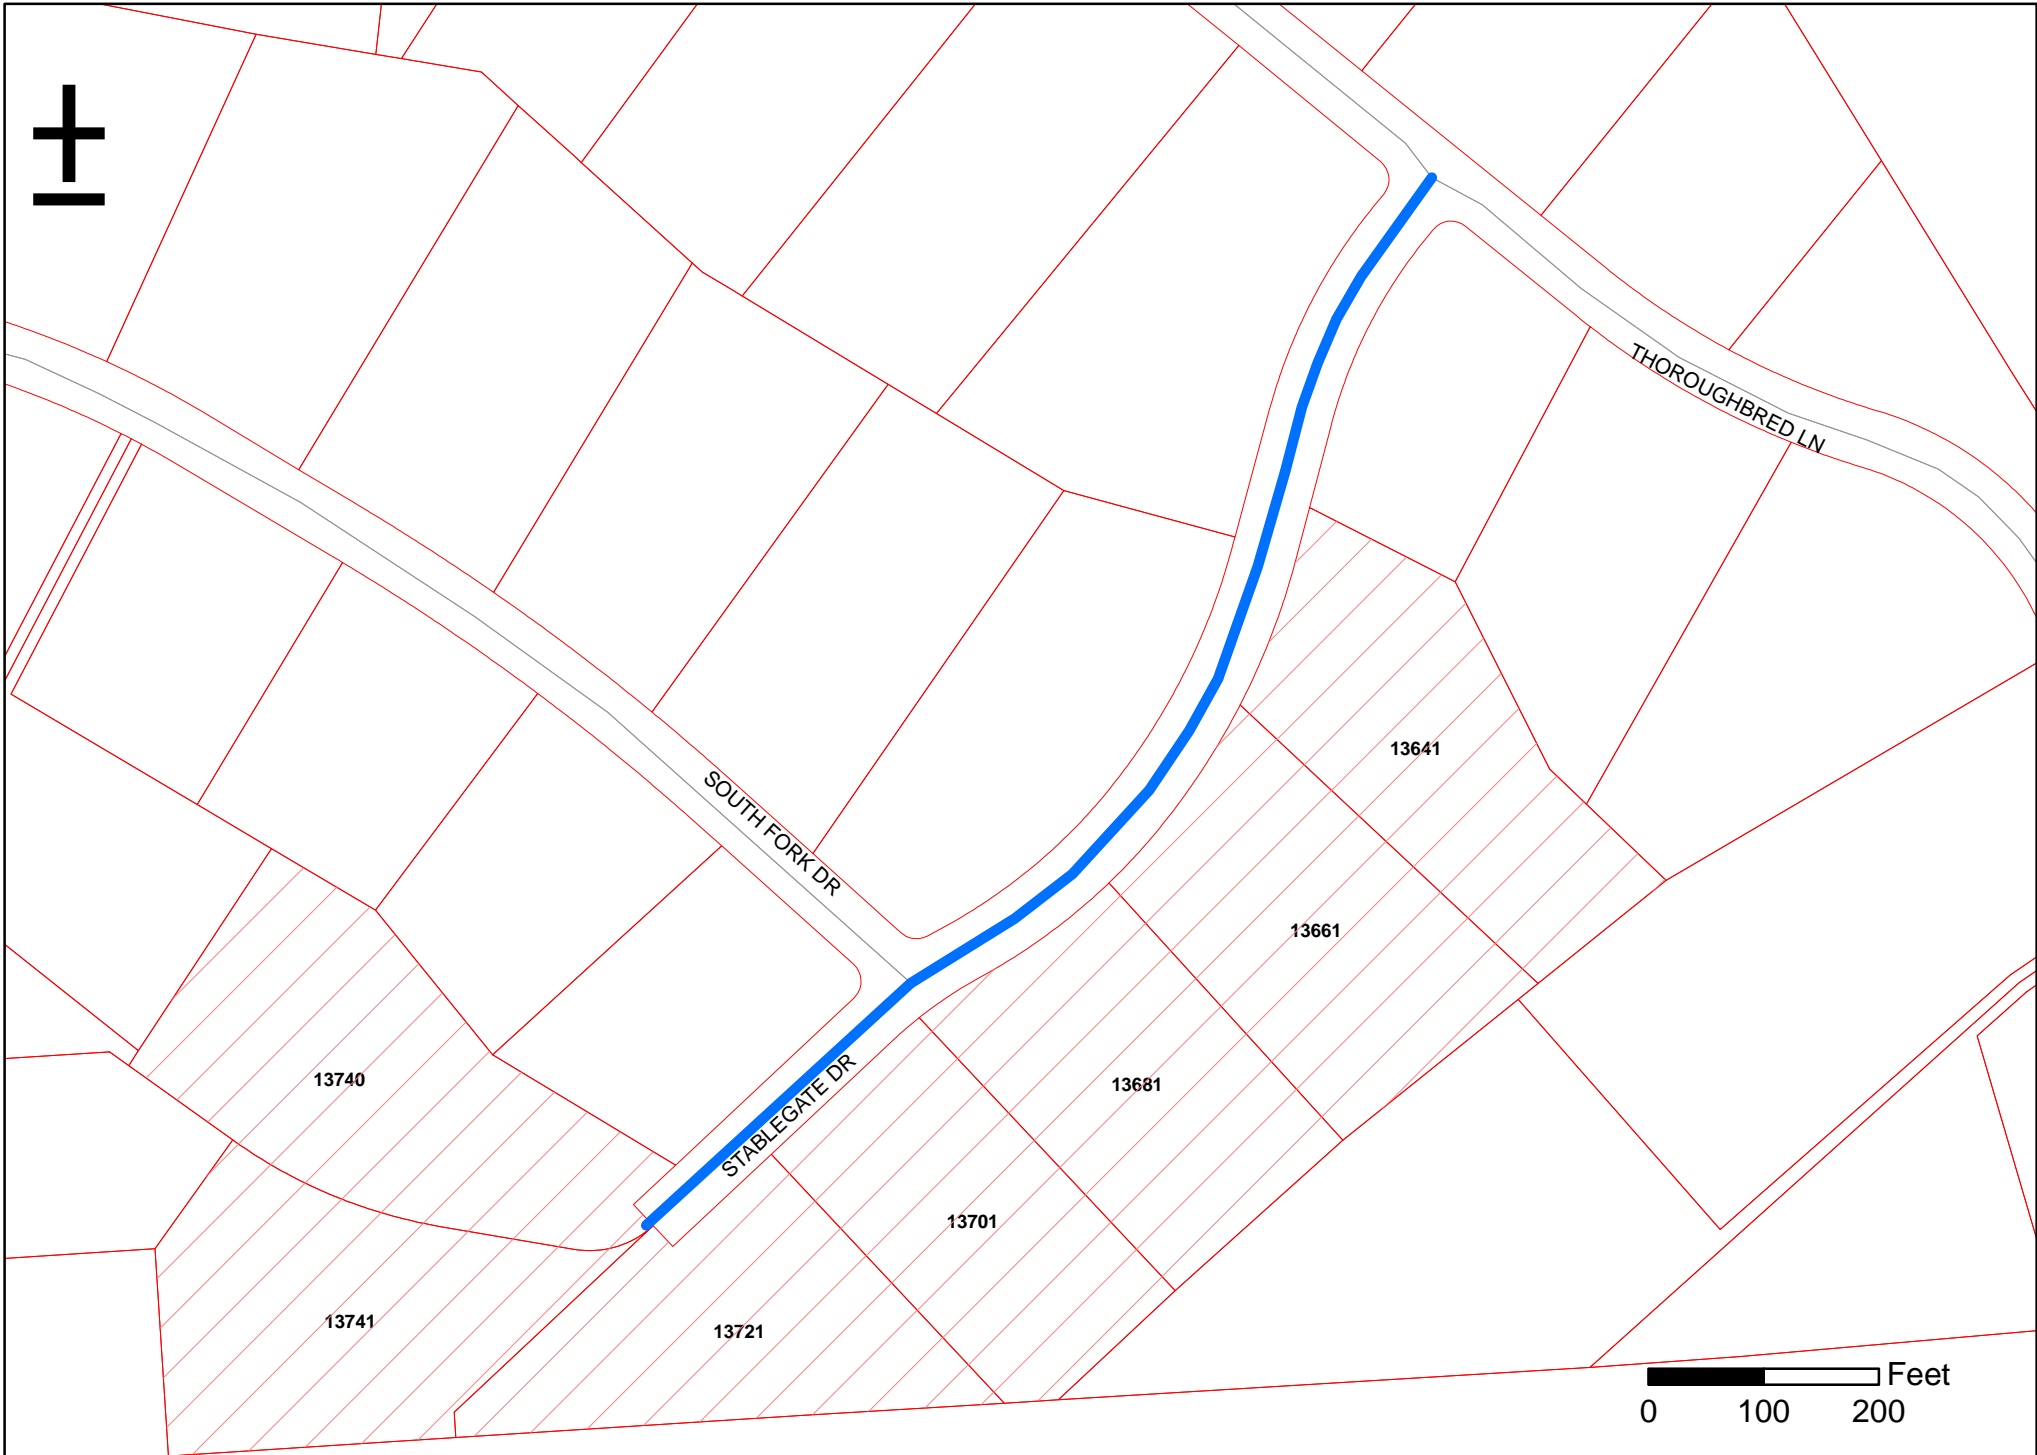 ±
THOROUGHBRED LN
13641
SOUTH FORK DR
13661
13740
13681
STABLEGATE DR
13701
13741
13721
Feet
0 100 200